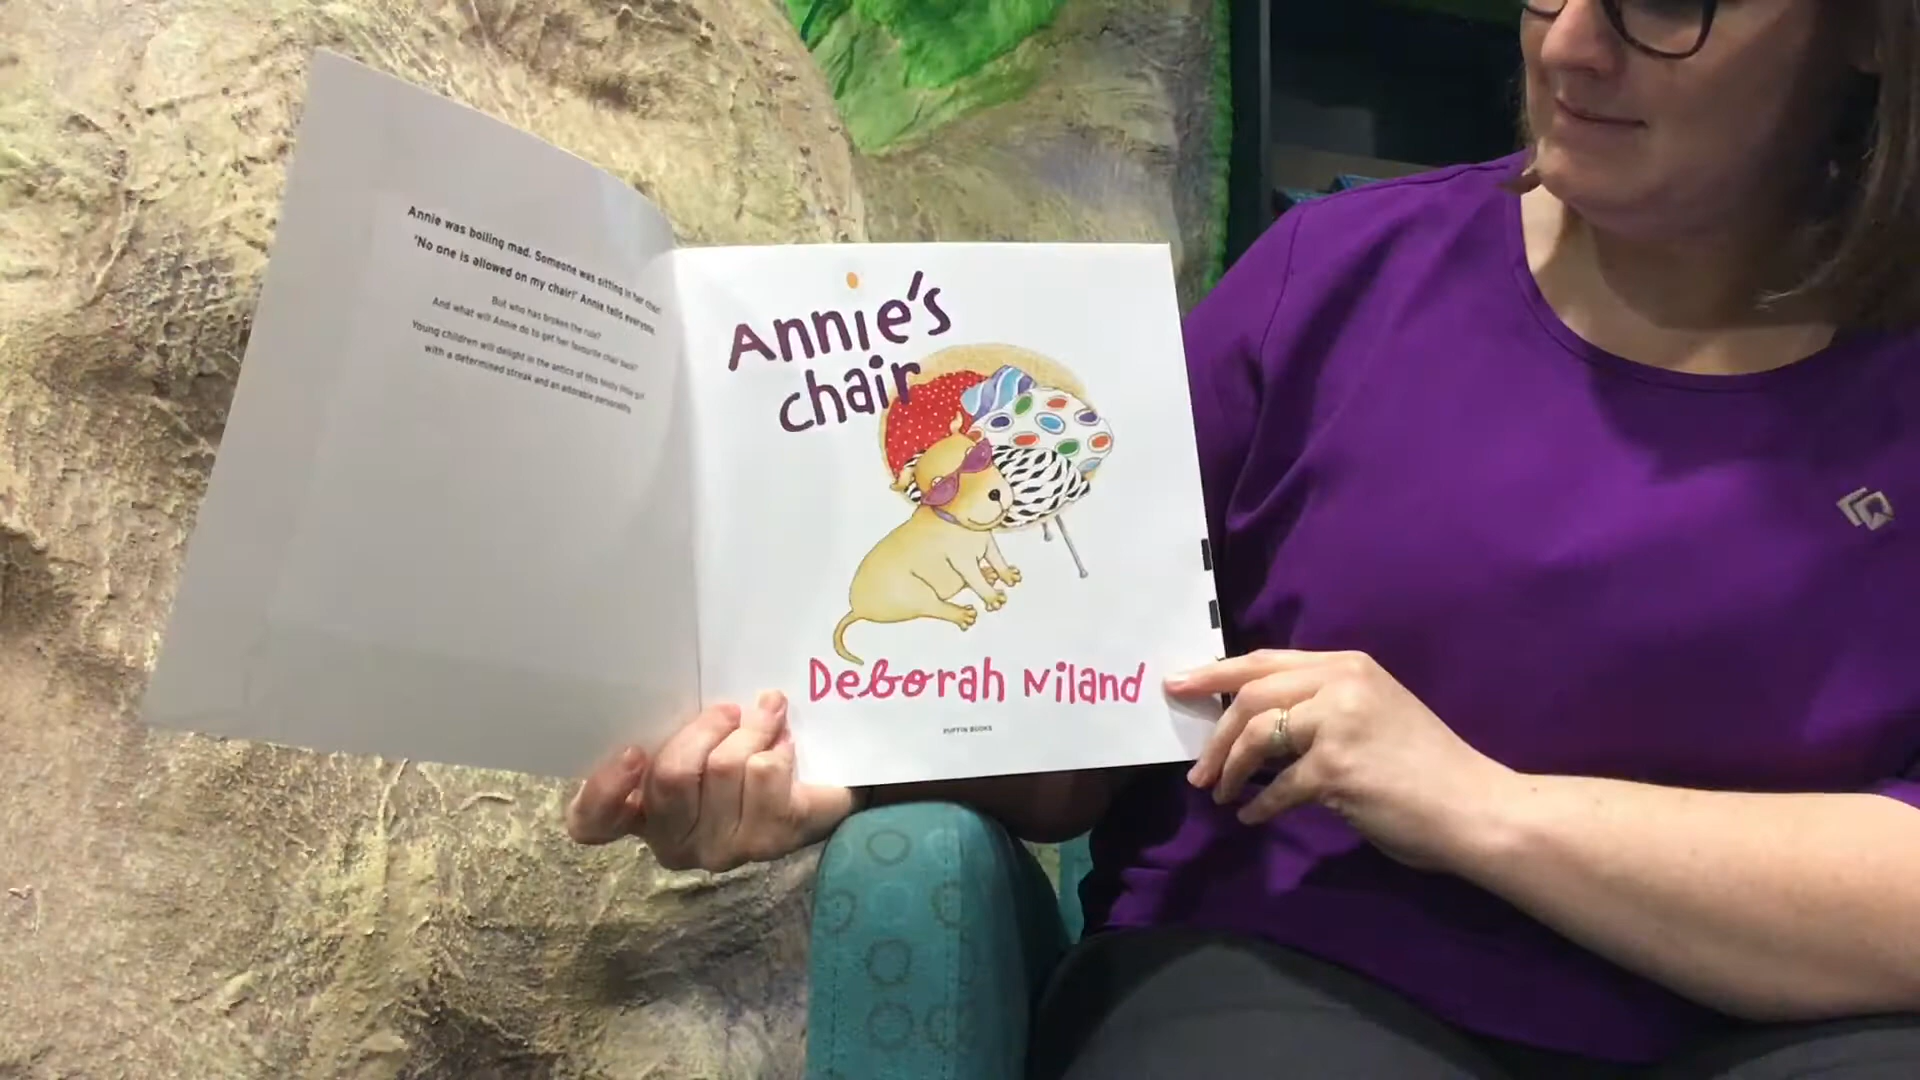 Annie was boiling mad. Someone was sitting in her chair!
'No one is allowed on my chair!' Annie tells everyone.
But who has broken the rule?
And what will Annie do to get her favourite chair back?
Young children will delight in the antics of this feisty little girl
with a determined streak and an adorable personality.
Annie's
chair
Deborah Niland
PUFFIN BOOKS